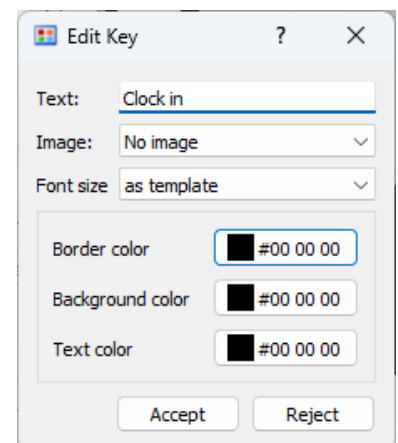 Edit Key ?
Text: Clock in
Image: No image
Font size as template
Border color #00 00 00
Background color #00 00 00
Text color #00 00 00
Accept Reject